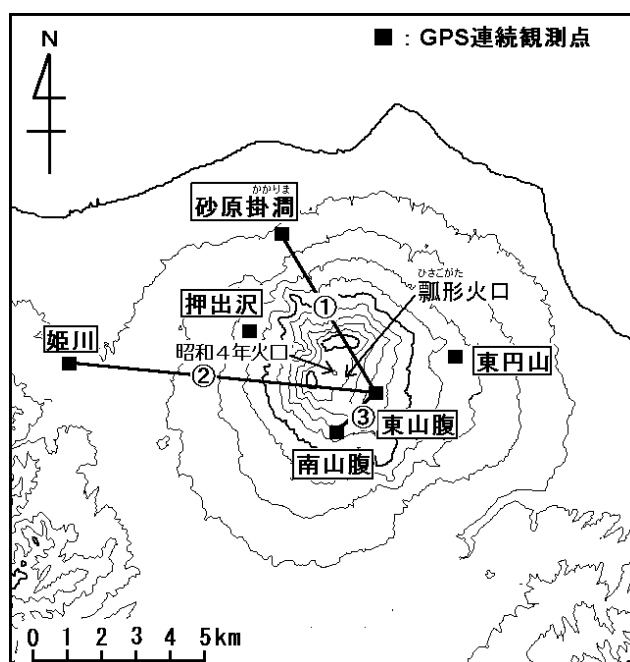 N
■：GPS連続観測点
かかりま
砂原掛澗
ひさごがた
瓢形火口
①
押出沢
姫川
昭和４年火口
②
東円山
③
東山腹
南山腹
0 1 2 3 4 5km